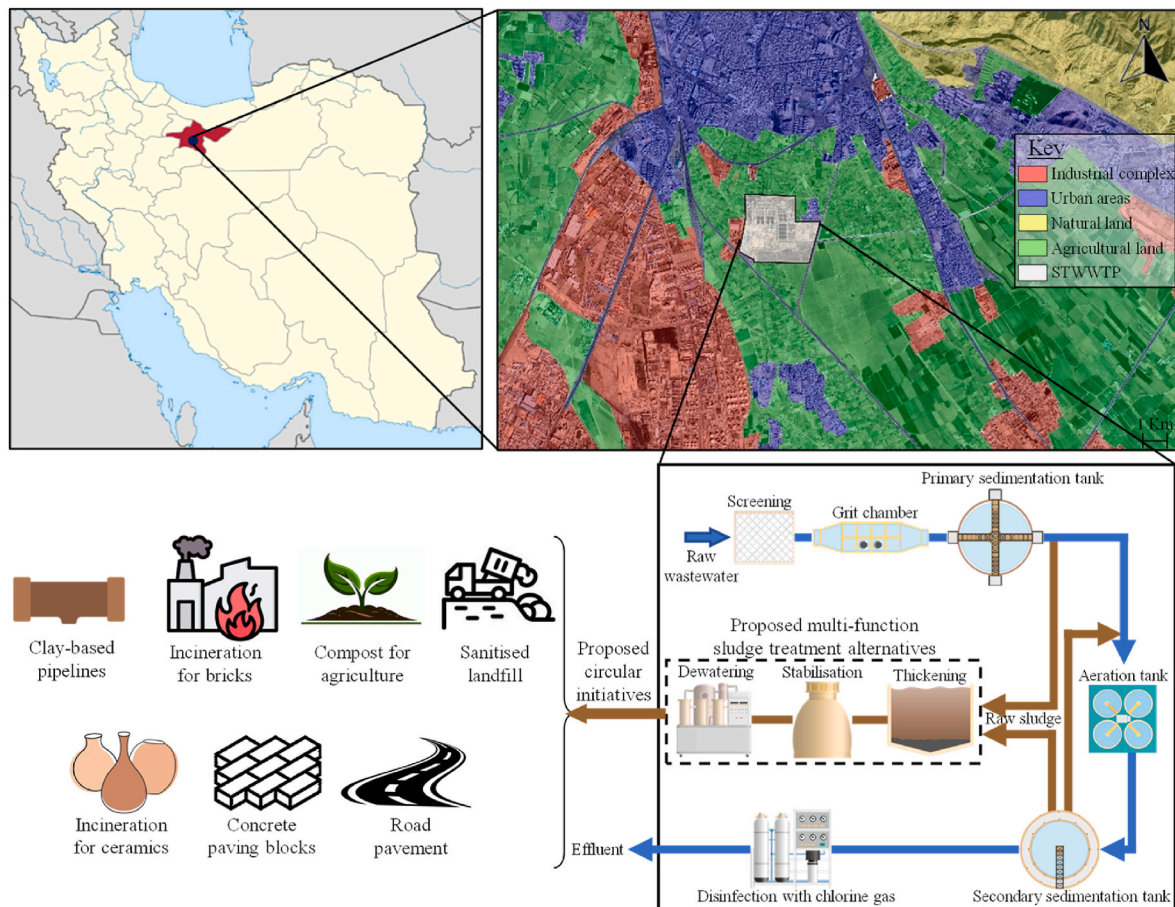 N
Key
Industrial complex
Urban areas
Natural land
Agricultural land
STWWTP
1 Km
Primary sedimentation tank
Screening
Grit chamber
Raw
wastewater
Proposed multi-function
sludge treatment alternatives
Dewatering
Stabilisation
Thickening
Aeration tank
Raw sludge
Clay-based
pipelines
Incineration
for bricks
Compost for
agriculture
Sanitised
landfill
Proposed
circular
initiatives
Incineration
for ceramics
Concrete
paving blocks
Road
pavement
Effluent
Disinfection with chlorine gas
Secondary sedimentation tank